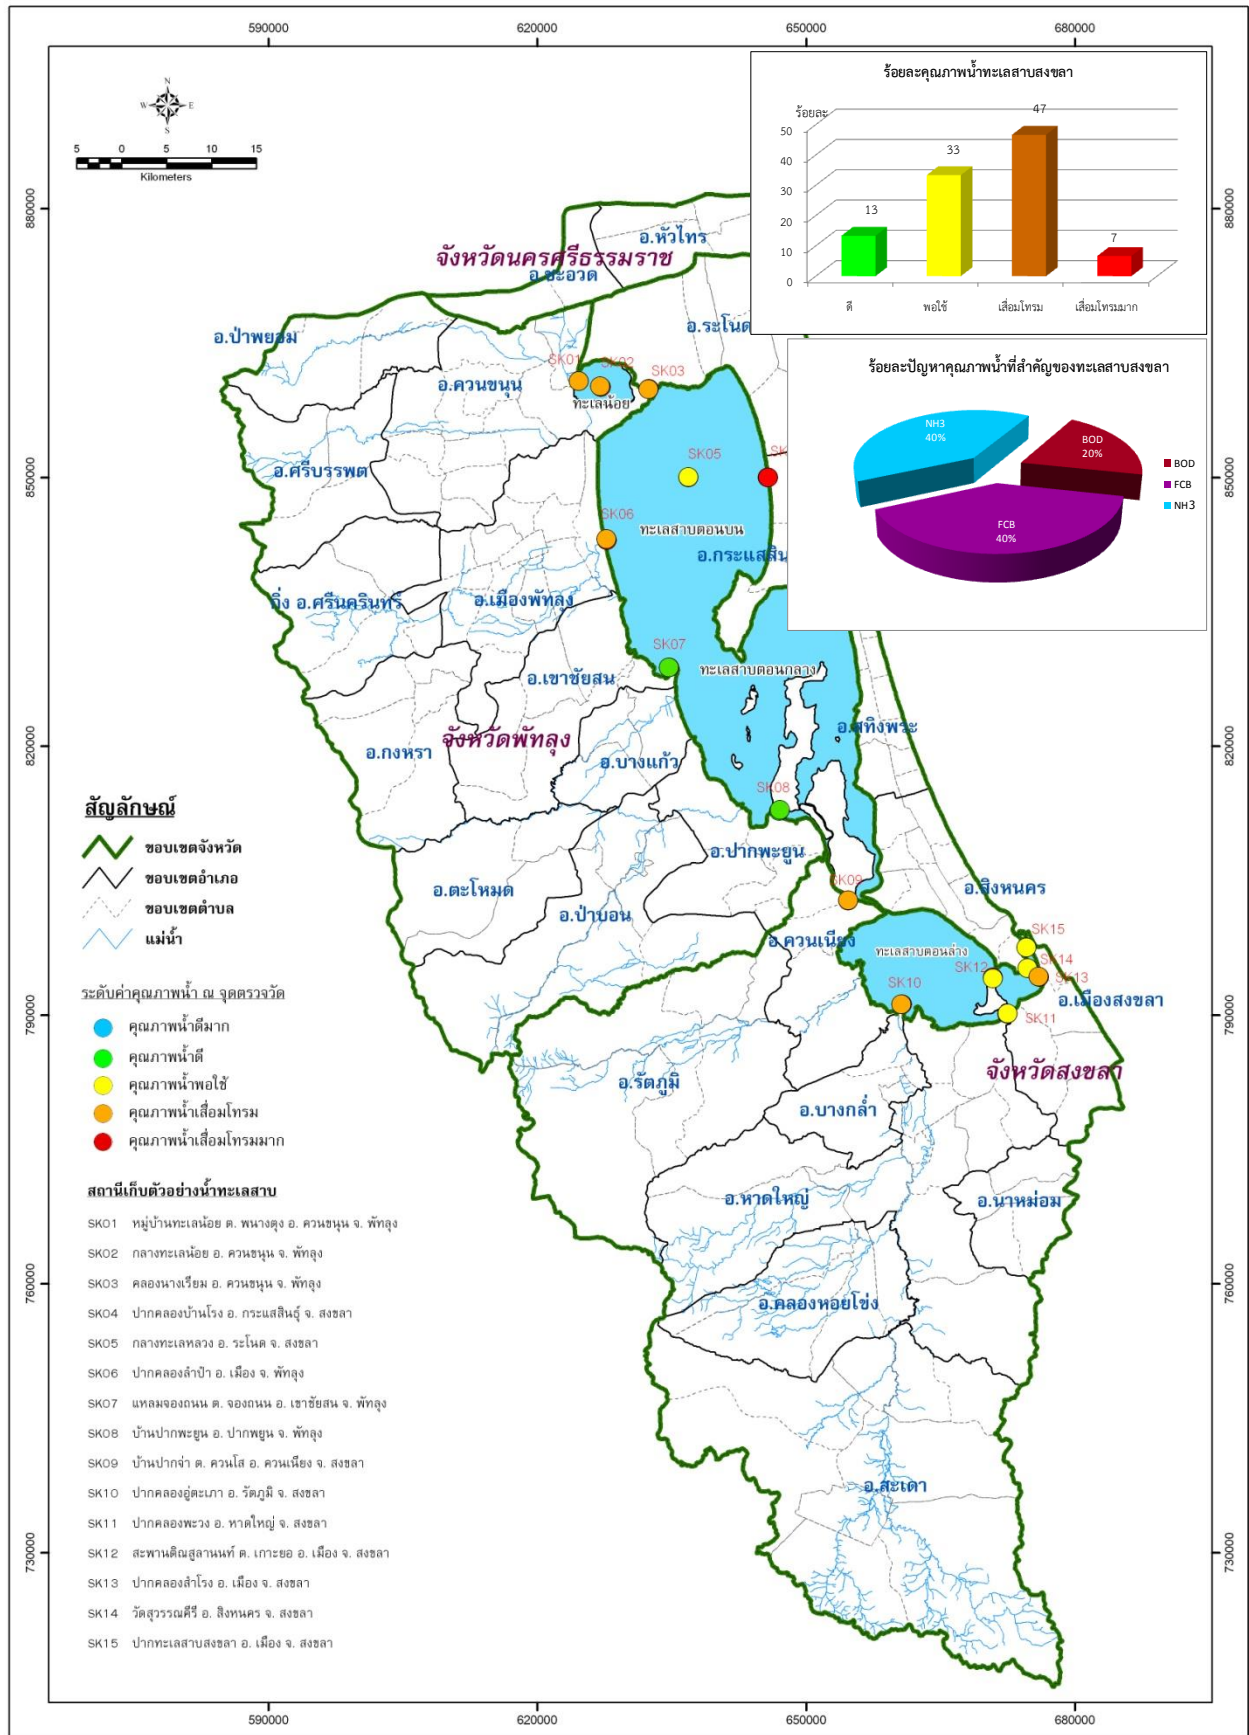 590000
620000
650000
680000
N
W
E
S
5 0 5 10 15
Kilometers
ร้อยละคุณภาพน้ำทะเลสาบสงขลา
ร้อยละ
50
40
30
20
10
0
13
33
47
7
ดี
พอใช้
เสื่อมโทรม
เสื่อมโทรมมาก
ร้อยละปัญหาคุณภาพน้ำที่สำคัญของทะเลสาบสงขลา
NH3
40%
BOD
20%
FCB
40%
BOD
FCB
NH3
880000
850000
820000
790000
760000
730000
880000
850000
820000
790000
760000
730000
อ.หัวไทร
จังหวัดนครศรีธรรมราช
อ.ชะอวด
อ.ระโนด
อ.ป่าพยอม
SK01
SK02
SK03
อ.ควนขนุน
ทะเลน้อย
อ.ศรีบรรพต
SK05
SK06
ทะเลสาบตอนบน
อ.กระแสสิน
กิ่ง อ.ศรีนครินทร์
อ.เมืองพัทลุง
SK07
ทะเลสาบตอนกลาง
อ.เขาชัยสน
อ.สทิงพระ
จังหวัดพัทลุง
อ.กงหรา
อ.บางแก้ว
SK08
อ.ปากพะยูน
อ.ตะโหมด
SK09
อ.สิงหนคร
อ.ป่าบอน
อ.ควนเนียง
ทะเลสาบตอนล่าง
SK15
SK14
SK12
SK13
SK10
อ.เมืองสงขลา
SK11
จังหวัดสงขลา
อ.รัตภูมิ
อ.บางกล่ำ
อ.หาดใหญ่
อ.นาหม่อม
อ.คลองหอยโข่ง
อ.สะเดา
สัญลักษณ์
ขอบเขตจังหวัด
ขอบเขตอำเภอ
ขอบเขตตำบล
แม่น้ำ
ระดับค่าคุณภาพน้ำ ณ จุดตรวจวัด
คุณภาพน้ำดีมาก
คุณภาพน้ำดี
คุณภาพน้ำพอใช้
คุณภาพน้ำเสื่อมโทรม
คุณภาพน้ำเสื่อมโทรมมาก
สถานีเก็บตัวอย่างน้ำทะเลสาบ
SK01 หมู่บ้านทะเลน้อย ต. พนางตุง อ. ควนขนุน จ. พัทลุง
SK02 กลางทะเลน้อย อ. ควนขนุน จ. พัทลุง
SK03 คลองนางเรียม อ. ควนขนุน จ. พัทลุง
SK04 ปากคลองบ้านโรง อ. กระแสสินธุ์ จ. สงขลา
SK05 กลางทะเลหลวง อ. ระโนด จ. สงขลา
SK06 ปากคลองลำปำ อ. เมือง จ. พัทลุง
SK07 แหลมจองถนน ต. จองถนน อ. เขาชัยสน จ. พัทลุง
SK08 บ้านปากพะยูน อ. ปากพยูน จ. พัทลุง
SK09 บ้านปากจ่า ต. ควนโส อ. ควนเนียง จ. สงขลา
SK10 ปากคลองอู่ตะเภา อ. รัตภูมิ จ. สงขลา
SK11 ปากคลองพะวง อ. หาดใหญ่ จ. สงขลา
SK12 สะพานติณสูลานนท์ ต. เกาะยอ อ. เมือง จ. สงขลา
SK13 ปากคลองสำโรง อ. เมือง จ. สงขลา
SK14 วัดสุวรรณคีรี อ. สิงหนคร จ. สงขลา
SK15 ปากทะเลสาบสงขลา อ. เมือง จ. สงขลา
590000
620000
650000
680000